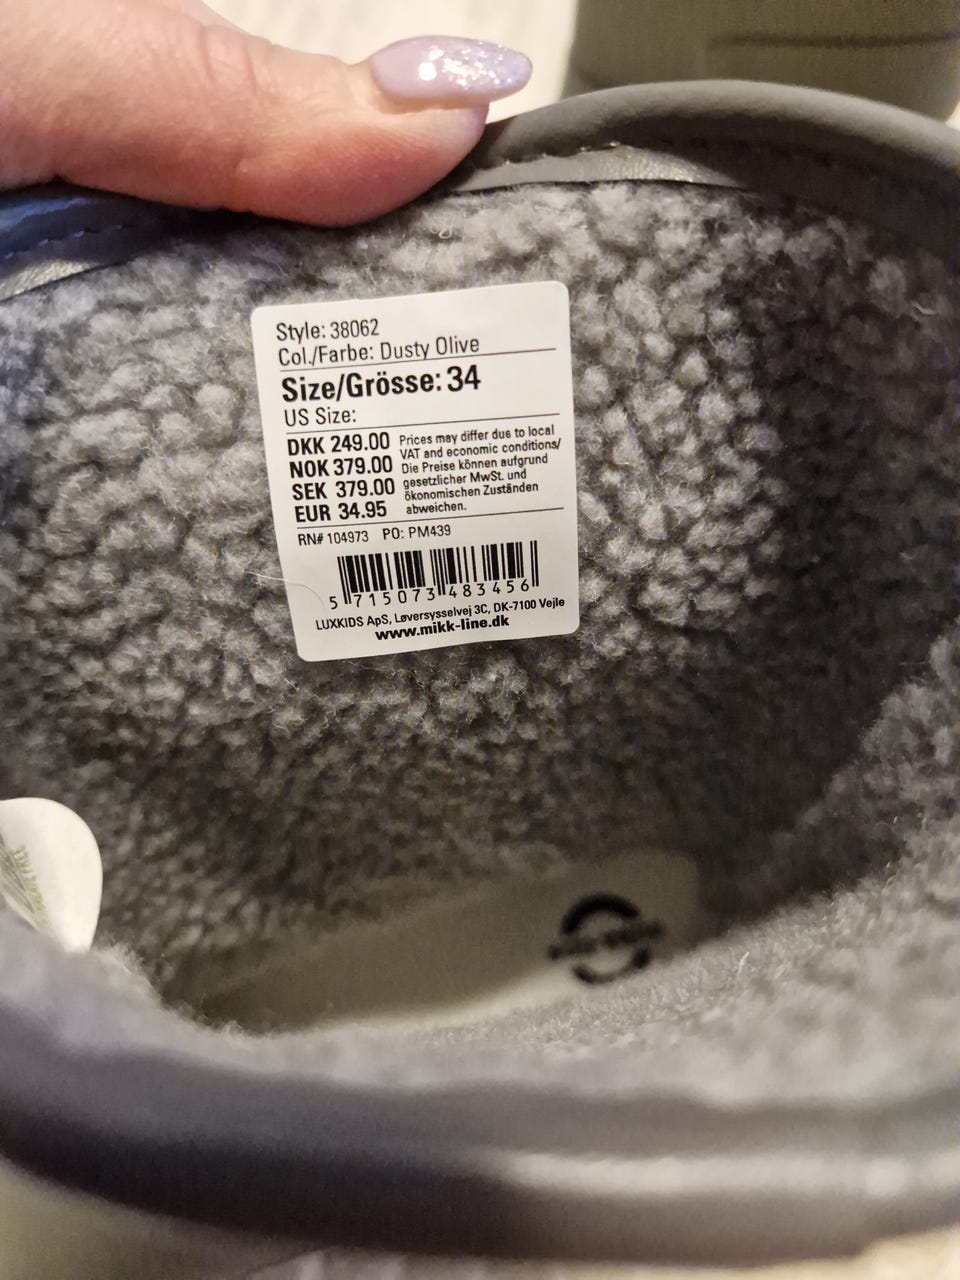 Style: 38062
Col./Farbe: Dusty Olive
Size/Grösse: 34
US Size:
DKK 249.00
NOK 379.00
SEK 379.00
EUR 34.95
Prices may differ due to local
VAT and economic conditions/
Die Preise können aufgrund
gesetzlicher MwSt. und
ökonomischen Zuständen
abweichen.
RN# 104973 PO: PM439
5 715073 483456
LUXKIDS ApS, Løversysselvej 3C, DK-7100 Vejle
www.mikk-line.dk